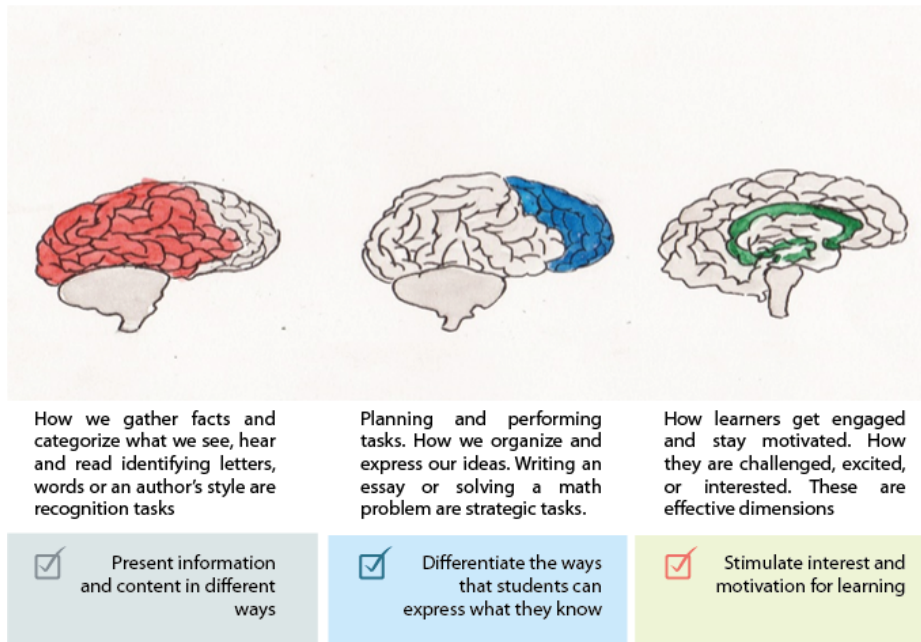 How we gather facts and
categorize what we see, hear
and read identifying letters,
words or an author's style are
recognition tasks
Planning and performing
tasks. How we organize and
express our ideas. Writing an
essay or solving a math
problem are strategic tasks.
How learners get engaged
and stay motivated. How
they are challenged, excited,
or interested. These are
effective dimensions
Present information
and content in different
ways
Differentiate the ways
that students can
express what they know
Stimulate interest and
motivation for learning